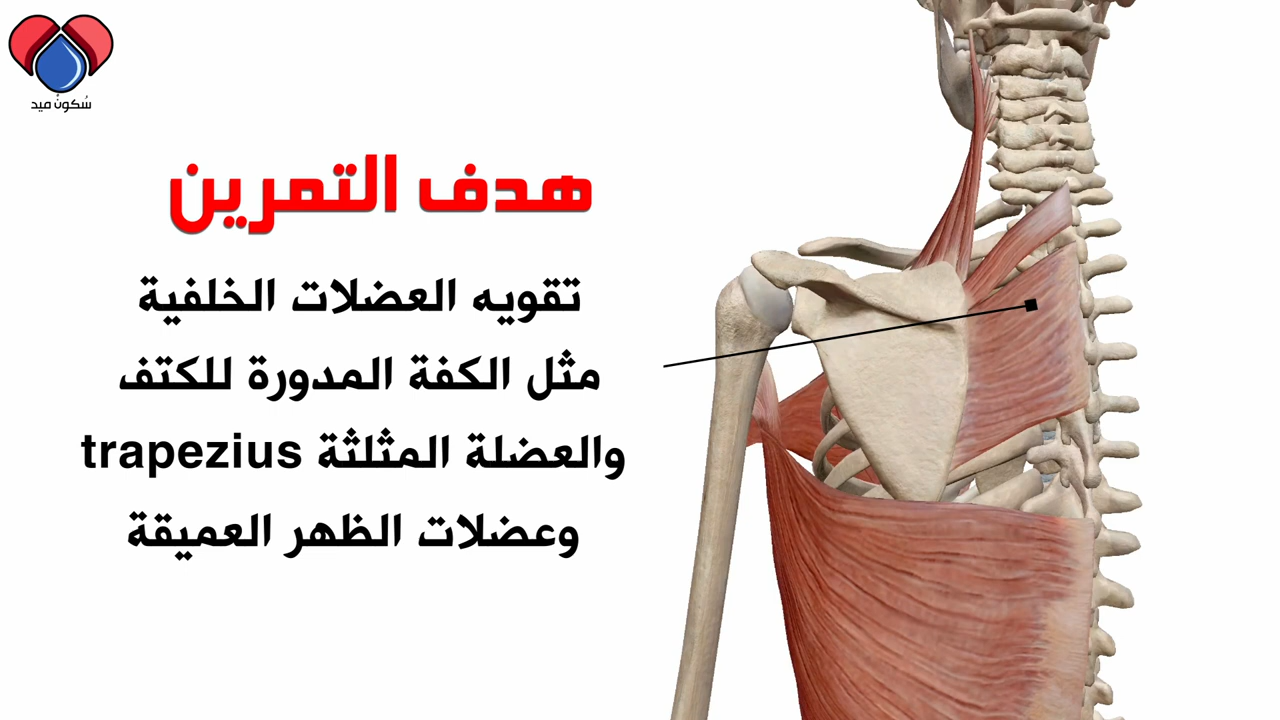 سُكونْ ميد
هدف التمرين
تقويه العضلات الخلفية
مثل الكفة المدورة للكتف
والعضلة المثلثة trapezius
وعضلات الظهر العميقة